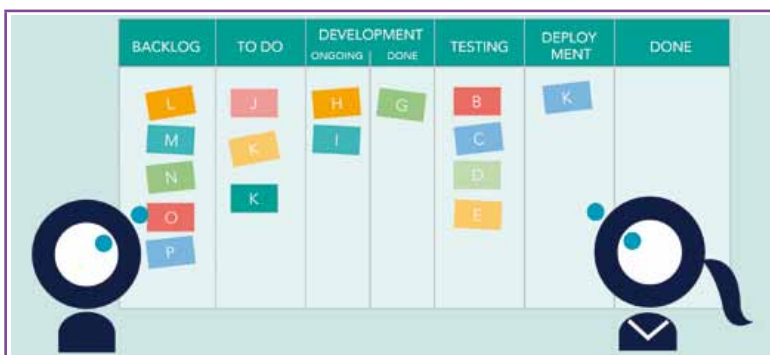 BACKLOG
TO DO
DEVELOPMENT
ONGOING
DONE
TESTING
DEPLOY
MENT
DONE
L
M
N
O
P
J
K
K
H
I
G
B
C
D
E
K